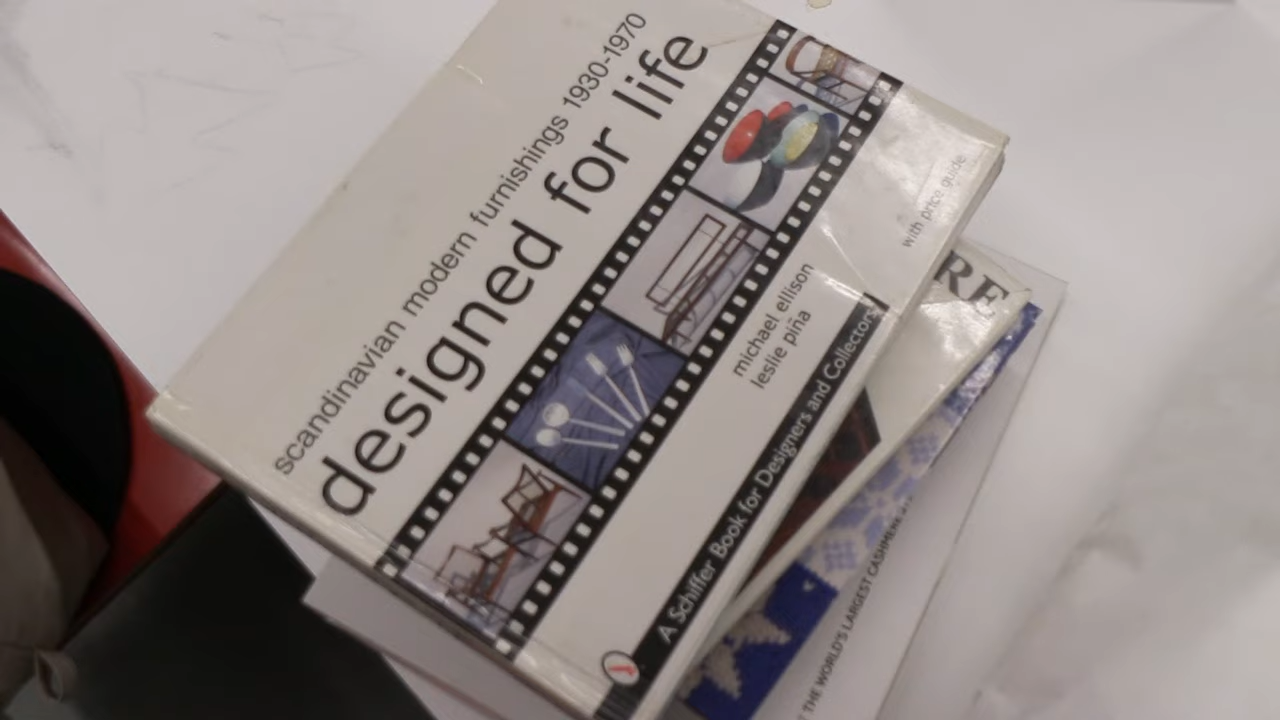 scandinavian modern furnishings 1930-1970
designed for life
with price guide
michael ellison
leslie piña
A Schiffer Book for Designers and Collectors
RE
THE WORLD'S LARGEST CASHMERE